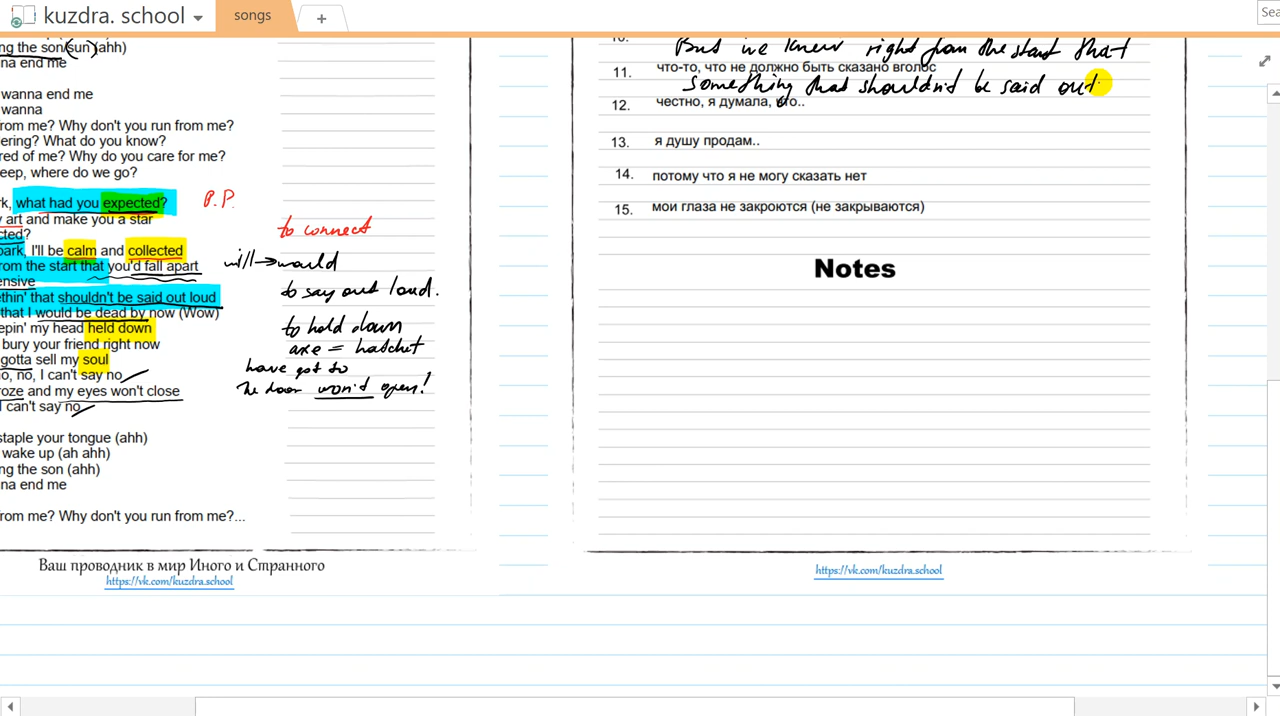 kuzdra. school
songs
+
Sea
ng the son/(sun)(ahh)
na end me
wanna end me
wanna
from me? Why don't you run from me?
ering? What do you know?
red of me? Why do you care for me?
eep, where do we go?
rk, what had you expected? P.P.
y art and make you a star
cted?
park, I'll be calm and collected
to connect
from the start that you'd fall apart
will → would
ensive
ethin' that shouldn't be said out loud
to say out loud.
that I would be dead by now (Wow)
epin' my head held down
to hold down
bury your friend right now
axe = hatchet
gotta sell my soul
have got to
o, no, I can't say no
roze and my eyes won't close
The door won't open!
I can't say no
staple your tongue (ahh)
wake up (ah ahh)
ng the son (ahh)
na end me
from me? Why don't you run from me?...
Ваш проводник в мир Иного и Странного
https://vk.com/kuzdra.school
10.
But we knew right from the start that
11. что-то, что не должно быть сказано вголос
something that shouldn't be said out
12. честно, я думала, что..
13. я душу продам..
14. потому что я не могу сказать нет
15. мои глаза не закроются (не закрываются)
Notes
https://vk.com/kuzdra.school